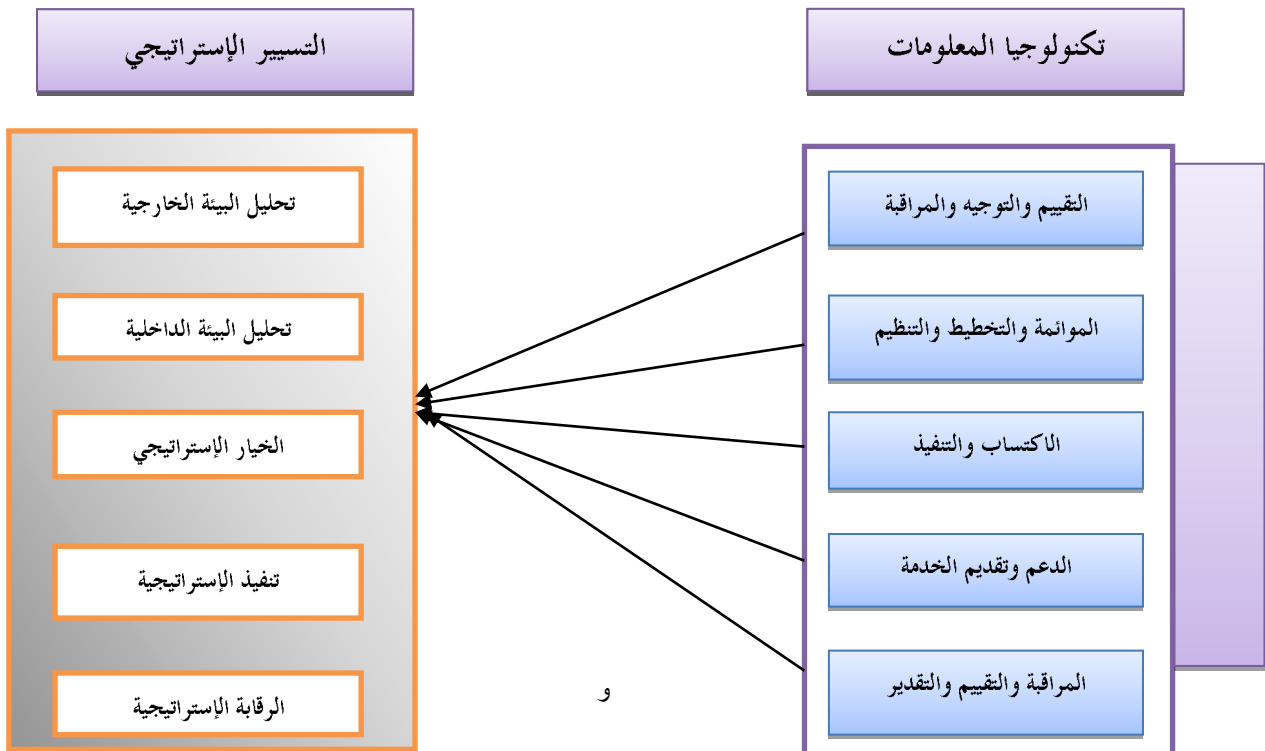 تكنولوجيا المعلومات
التسيير الإستراتيجي
التقييم والتوجيه والمراقبة
الموائمة والتخطيط والتنظيم
الاكتساب والتنفيذ
الدعم وتقديم الخدمة
المراقبة والتقييم والتقدير
و
تحليل البيئة الخارجية
تحليل البيئة الداخلية
الخيار الإستراتيجي
تنفيذ الإستراتيجية
الرقابة الإستراتيجية